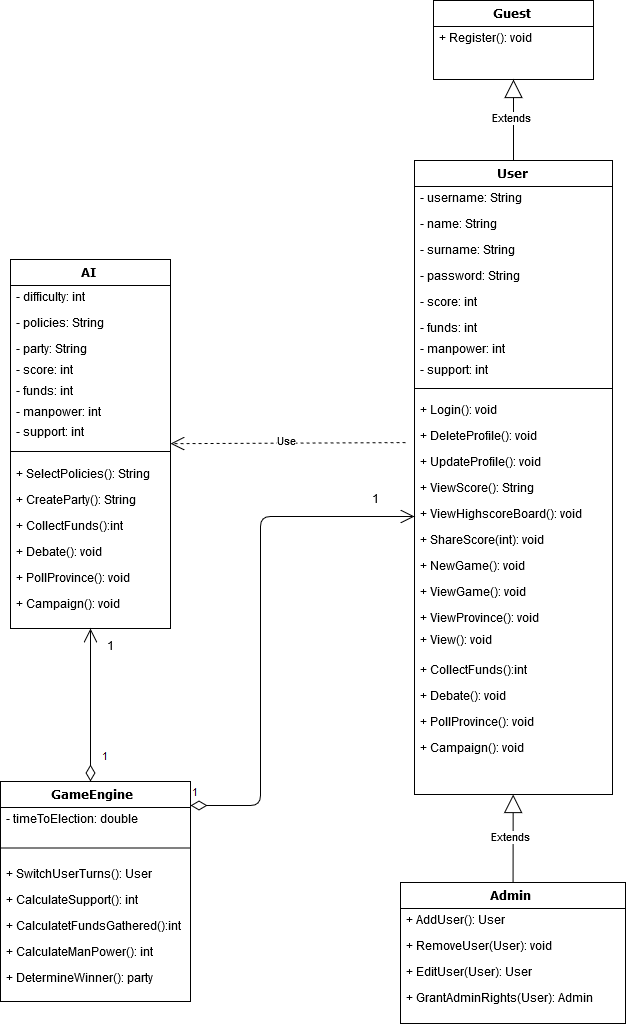 Guest
+ Register(): void
Extends
User
- username: String
- name: String
- surname: String
- password: String
- score: int
- funds: int
- manpower: int
- support: int
+ Login(): void
+ DeleteProfile(): void
+ UpdateProfile(): void
+ ViewScore(): String
+ ViewHighscoreBoard(): void
+ ShareScore(int): void
+ NewGame(): void
+ ViewGame(): void
+ ViewProvince(): void
+ View(): void
+ CollectFunds():int
+ Debate(): void
+ PollProvince(): void
+ Campaign(): void
AI
- difficulty: int
- policies: String
- party: String
- score: int
- funds: int
- manpower: int
- support: int
+ SelectPolicies(): String
+ CreateParty(): String
+ CollectFunds():int
+ Debate(): void
+ PollProvince(): void
+ Campaign(): void
Use
1
1
1
1
GameEngine
- timeToElection: double
+ SwitchUserTurns(): User
+ CalculateSupport(): int
+ CalculatetFundsGathered():int
+ CalculateManPower(): int
+ DetermineWinner(): party
Extends
Admin
+ AddUser(): User
+ RemoveUser(User): void
+ EditUser(User): User
+ GrantAdminRights(User): Admin